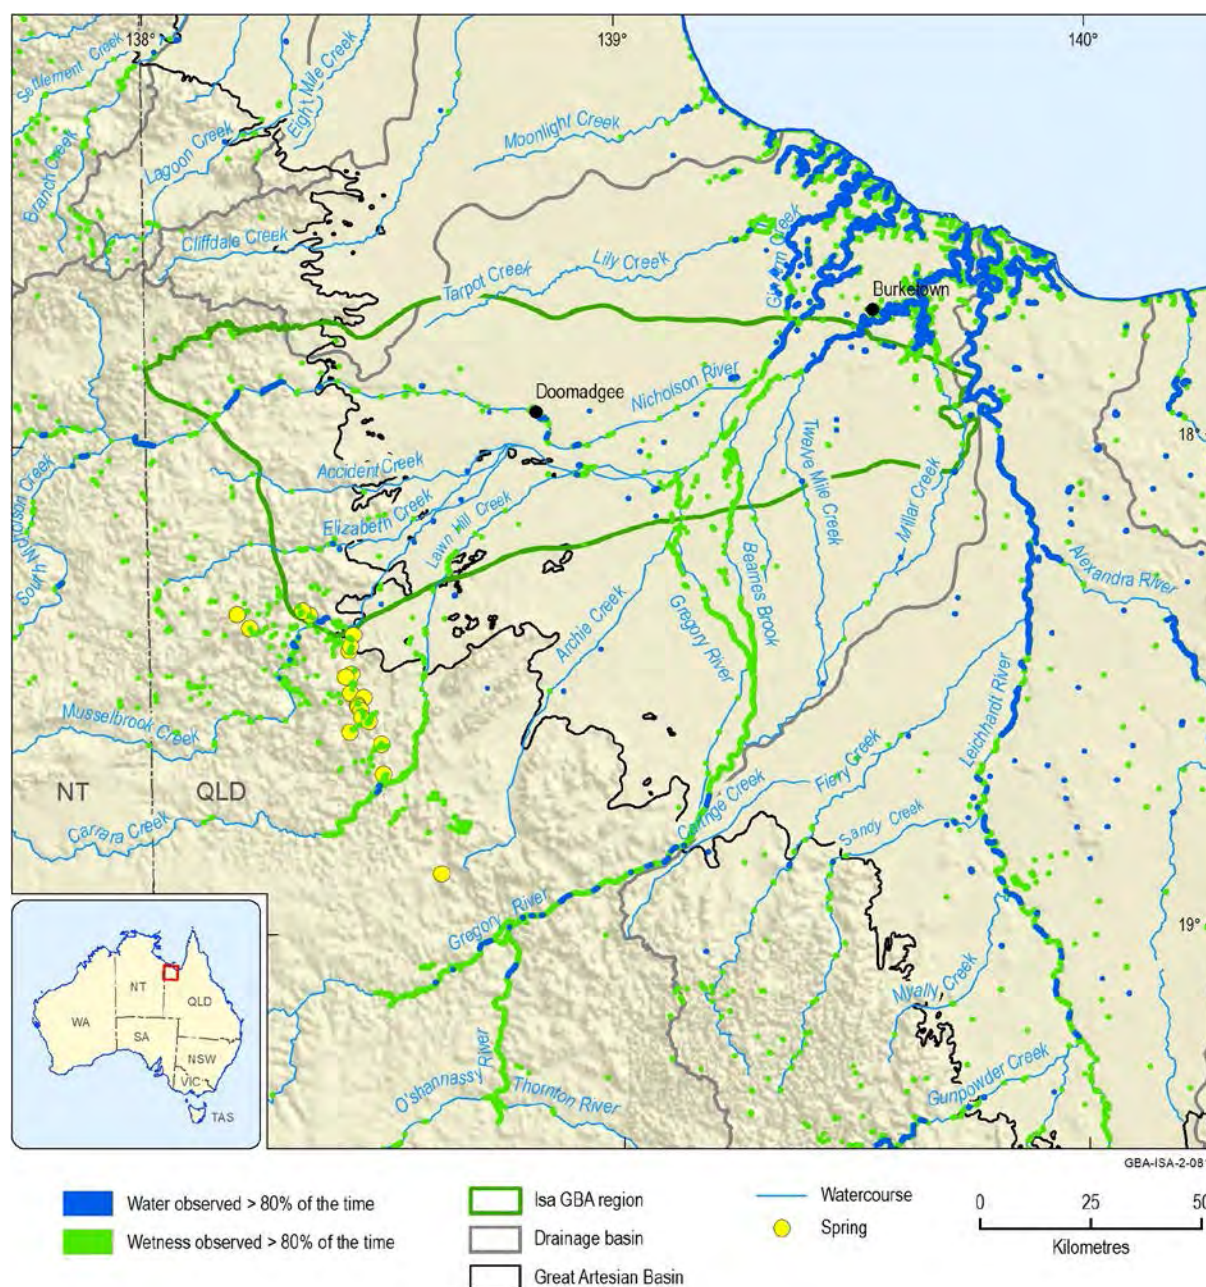 138°
139°
140°
Settlement Creek
Eight Mile Creek
Lagoon Creek
Branch Creek
Moonlight Creek
Cliffdale Creek
Lily Creek
Tarpot Creek
Burketown
Doomadgee
Nicholson River
18°
Accident Creek
Twelve Mile Creek
Millar Creek
Elizabeth Creek
Lawn Hill Creek
South Nicholson Creek
Beames Brook
Alexandra River
Archie Creek
Gregory River
Leichhardt River
Musselbrook Creek
Fiery Creek
NT
QLD
Carrara Creek
Sandy Creek
Gregory River
19°
Myally Creek
O'shannassy River
Thornton River
Gunpowder Creek
NT
QLD
WA
SA
NSW
VIC
TAS
GBA-ISA-2-081
Water observed > 80% of the time
Wetness observed > 80% of the time
Isa GBA region
Drainage basin
Great Artesian Basin
Watercourse
Spring
0 25 50
Kilometres